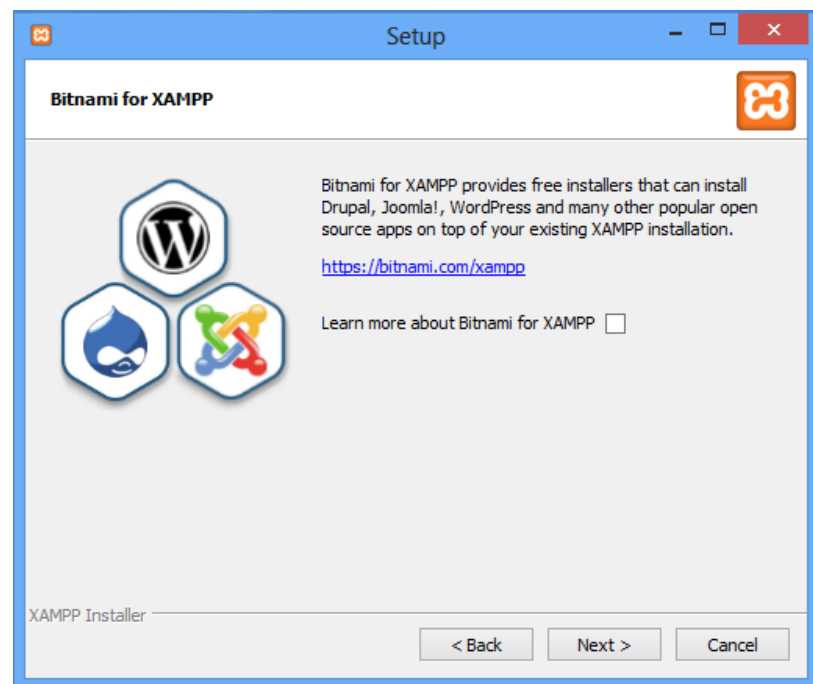 Setup
Bitnami for XAMPP
Bitnami for XAMPP provides free installers that can install
Drupal, Joomla!, WordPress and many other popular open
source apps on top of your existing XAMPP installation.
https://bitnami.com/xampp
Learn more about Bitnami for XAMPP
XAMPP Installer
< Back
Next >
Cancel